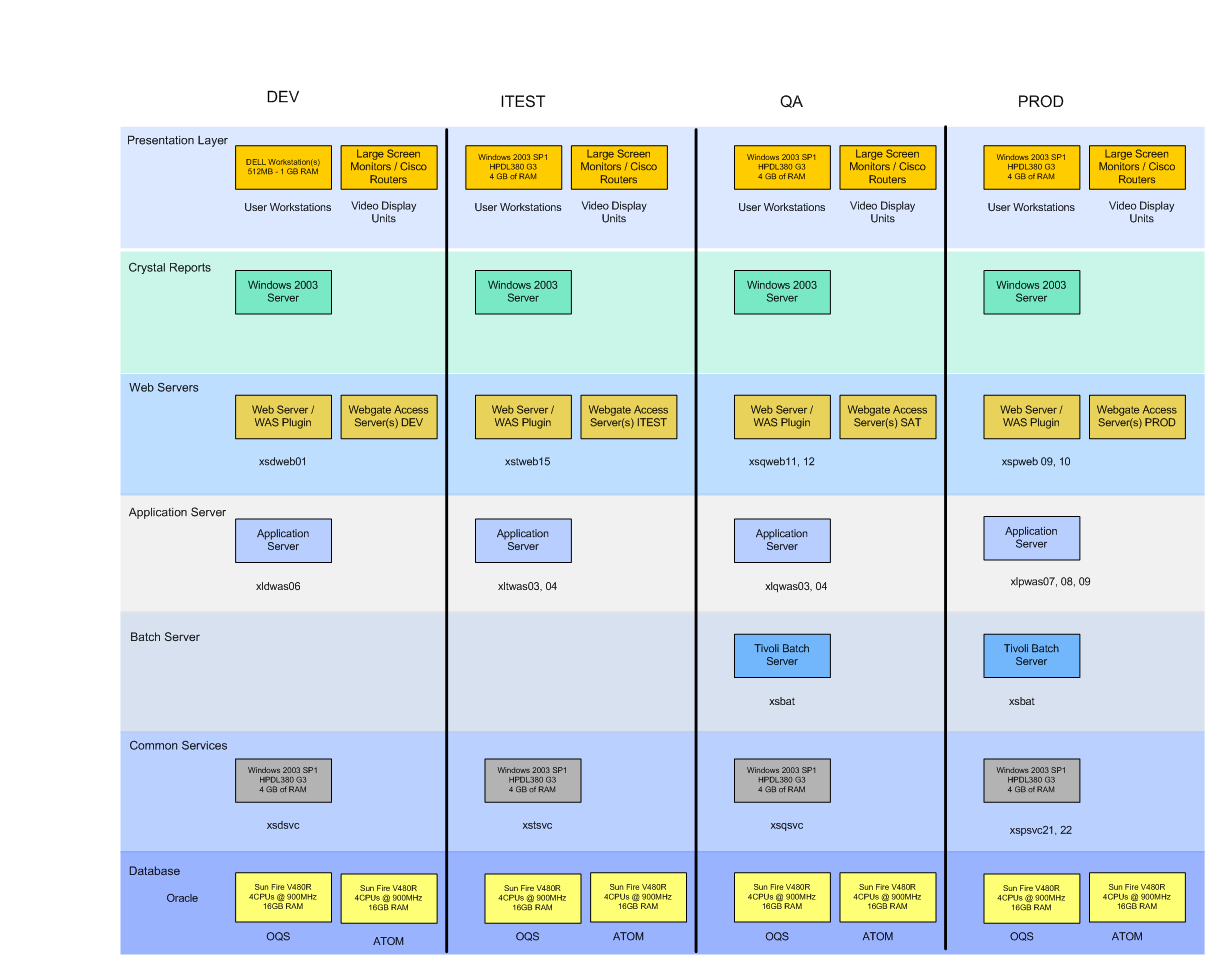 DEV
ITEST
QA
PROD
Presentation Layer
DELL Workstation(s)
512MB - 1 GB RAM
Large Screen
Monitors / Cisco
Routers
Windows 2003 SP1
HPDL380 G3
4 GB of RAM
Large Screen
Monitors / Cisco
Routers
Windows 2003 SP1
HPDL380 G3
4 GB of RAM
Large Screen
Monitors / Cisco
Routers
Windows 2003 SP1
HPDL380 G3
4 GB of RAM
Large Screen
Monitors / Cisco
Routers
User Workstations
Video Display
Units
User Workstations
Video Display
Units
User Workstations
Video Display
Units
User Workstations
Video Display
Units
Crystal Reports
Windows 2003
Server
Windows 2003
Server
Windows 2003
Server
Windows 2003
Server
Web Servers
Web Server /
WAS Plugin
Webgate Access
Server(s) DEV
Web Server /
WAS Plugin
Webgate Access
Server(s) ITEST
Web Server /
WAS Plugin
Webgate Access
Server(s) SAT
Web Server /
WAS Plugin
Webgate Access
Server(s) PROD
xsdweb01
xstweb15
xsqweb11, 12
xspweb 09, 10
Application Server
Application
Server
Application
Server
Application
Server
Application
Server
xldwas06
xltwas03, 04
xlqwas03, 04
xlpwas07, 08, 09
Batch Server
Tivoli Batch
Server
Tivoli Batch
Server
xsbat
xsbat
Common Services
Windows 2003 SP1
HPDL380 G3
4 GB of RAM
Windows 2003 SP1
HPDL380 G3
4 GB of RAM
Windows 2003 SP1
HPDL380 G3
4 GB of RAM
Windows 2003 SP1
HPDL380 G3
4 GB of RAM
xsdsvc
xstsvc
xsqsvc
xspsvc21, 22
Database
Oracle
Sun Fire V480R
4CPUs @ 900MHz
16GB RAM
Sun Fire V480R
4CPUs @ 900MHz
16GB RAM
Sun Fire V480R
4CPUs @ 900MHz
16GB RAM
Sun Fire V480R
4CPUs @ 900MHz
16GB RAM
Sun Fire V480R
4CPUs @ 900MHz
16GB RAM
Sun Fire V480R
4CPUs @ 900MHz
16GB RAM
Sun Fire V480R
4CPUs @ 900MHz
16GB RAM
Sun Fire V480R
4CPUs @ 900MHz
16GB RAM
OQS
ATOM
OQS
ATOM
OQS
ATOM
OQS
ATOM